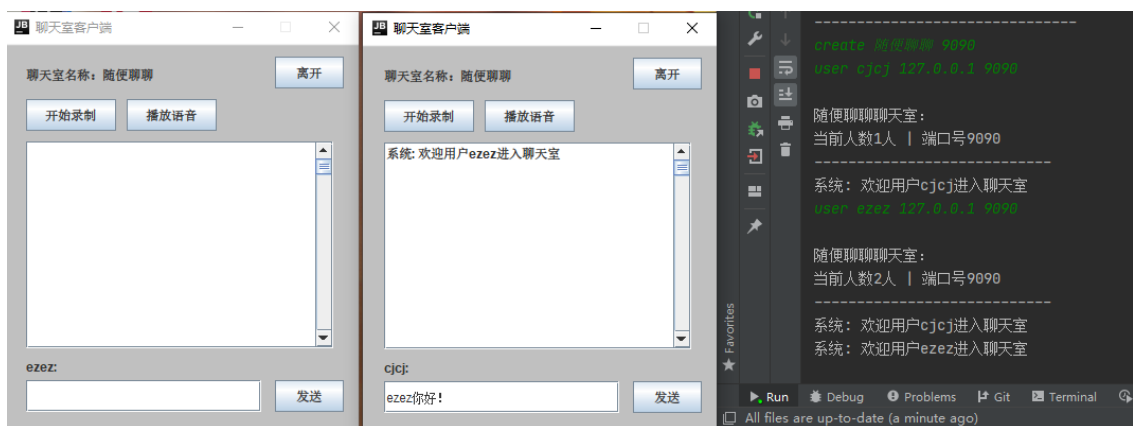 JB 聊天室客户端
聊天室名称：随便聊聊
离开
开始录制 播放语音
ezez:
发送
JB 聊天室客户端
聊天室名称：随便聊聊
离开
开始录制 播放语音
系统: 欢迎用户ezez进入聊天室
cjcj:
ezez你好！
发送
-------------------------------
create 随便聊聊 9090
user cjcj 127.0.0.1 9090
随便聊聊聊天室：
当前人数1人 | 端口号9090
----------------------------
系统: 欢迎用户cjcj进入聊天室
user ezez 127.0.0.1 9090
随便聊聊聊天室：
当前人数2人 | 端口号9090
----------------------------
系统: 欢迎用户cjcj进入聊天室
系统: 欢迎用户ezez进入聊天室
Favorites
Run Debug Problems Git Terminal
All files are up-to-date (a minute ago)